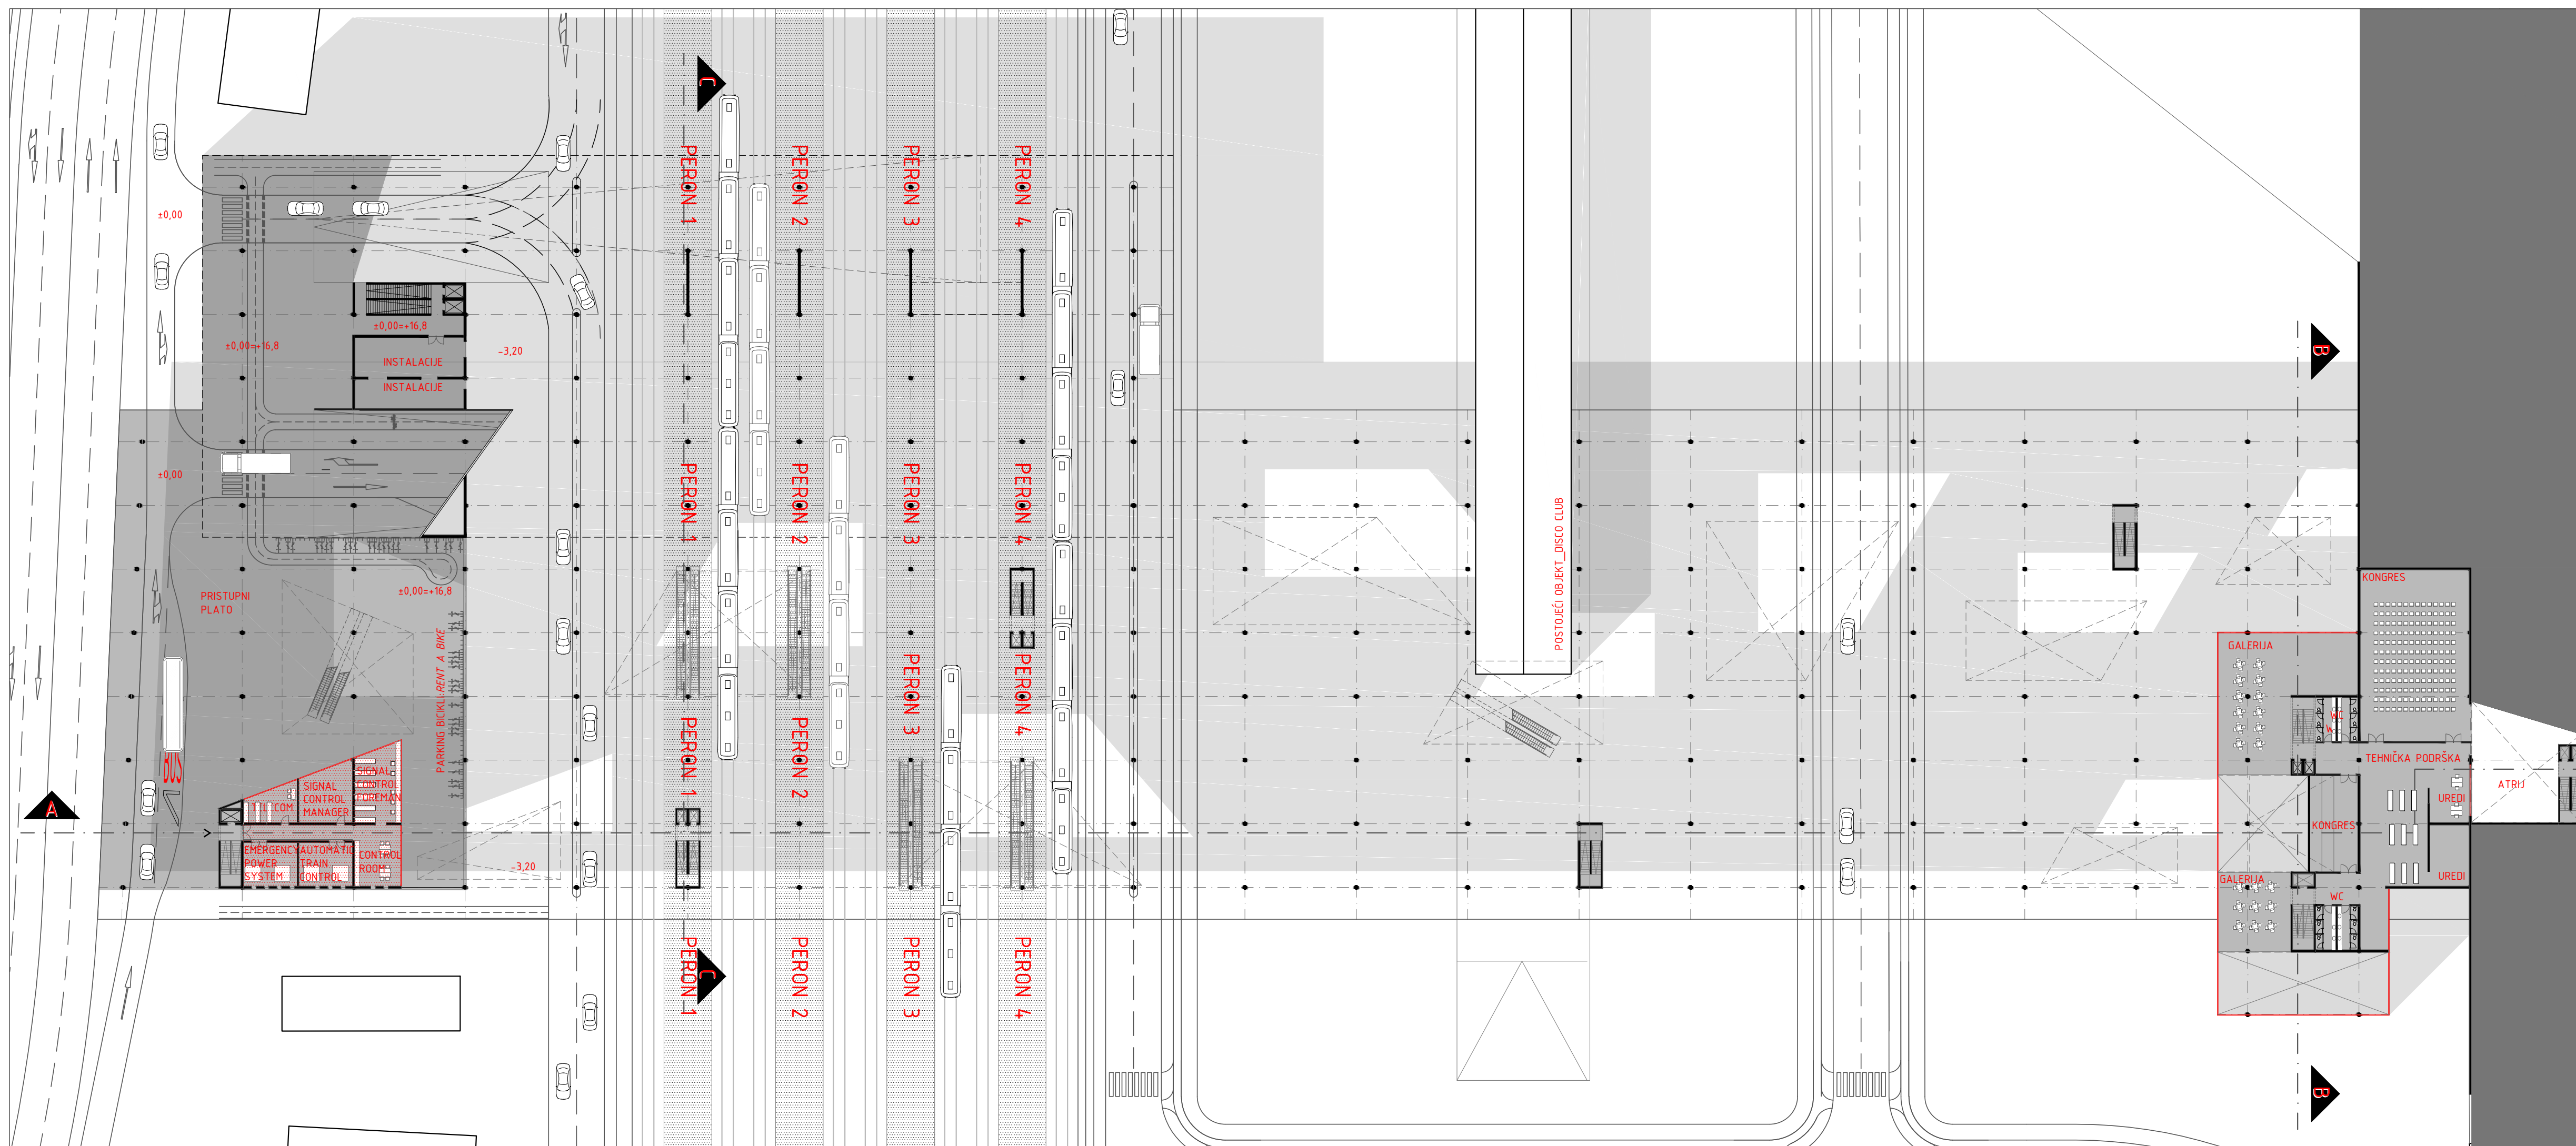 C
PERON 1
PERON 2
PERON 3
PERON 4
±0,00
±0,00=+16,8
±0,00=+16,8
-3,20
INSTALACIJE
INSTALACIJE
B
PERON 1
PERON 2
PERON 3
PERON 4
±0,00
POSTOJEĆI OBJEKT_DISCO CLUB
PRISTUPNI
PLATO
±0,00=+16,8
KONGRES
PARKING BICIKLI:RENT A BIKE
GALERIJA
PERON 1
PERON 2
PERON 3
PERON 4
WC
BUS
SIGNAL
CONTROL
FOREMAN
SIGNAL
CONTROL
MANAGER
TEHNIČKA PODRŠKA
ATRIJ
UREDI
A
KONGRES
EMERGENCY
POWER
SYSTEM
AUTOMATIC
TRAIN
CONTROL
CONTROL
ROOM
-3,20
UREDI
GALERIJA
WC
PERON 1
PERON 2
PERON 3
PERON 4
C
B